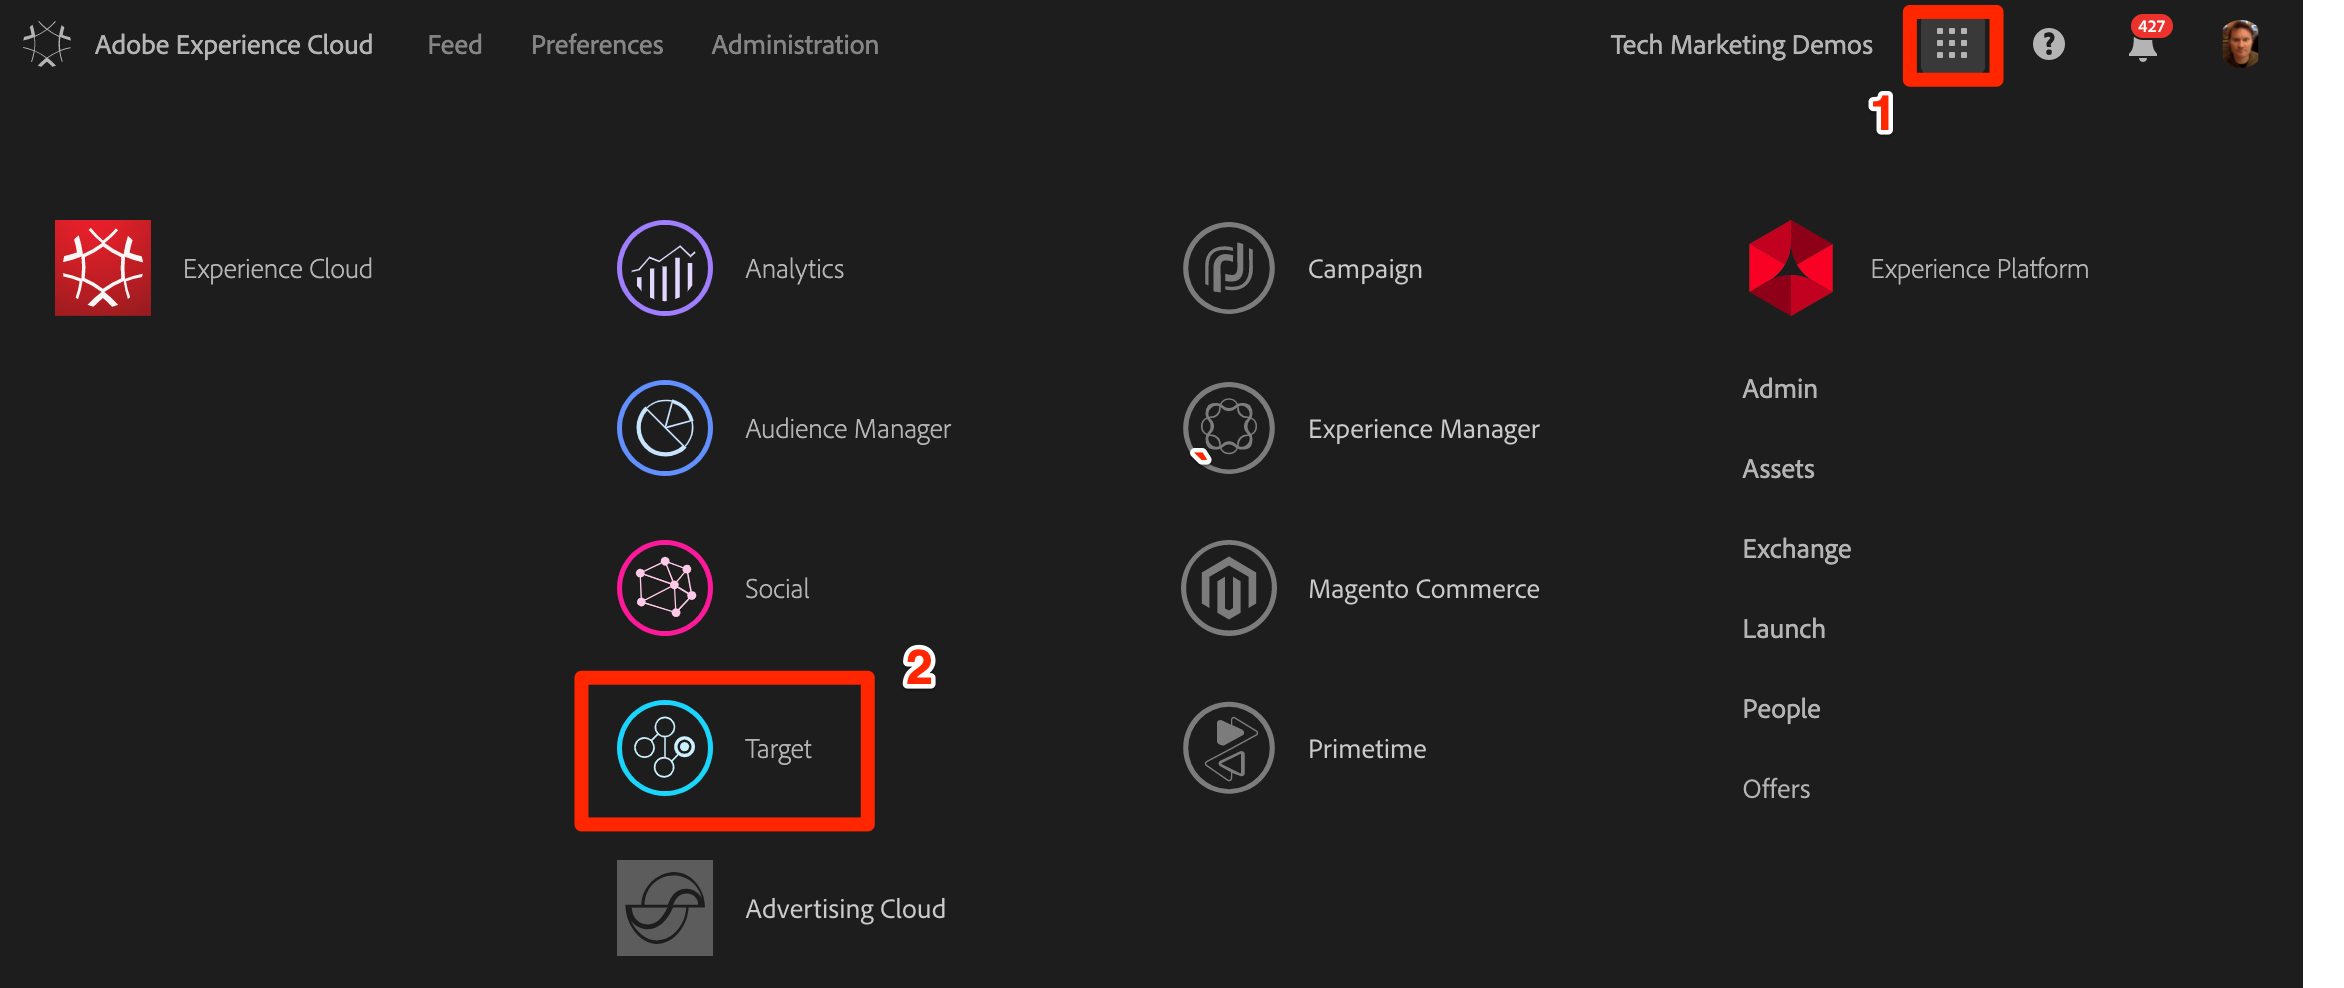 Adobe Experience Cloud Feed Preferences Administration Tech Marketing Demos ? 427
1
Experience Cloud Analytics Campaign Experience Platform
Admin
Audience Manager Experience Manager
Assets
Exchange
Social Magento Commerce
Launch
2
People
Target Primetime
Offers
Advertising Cloud